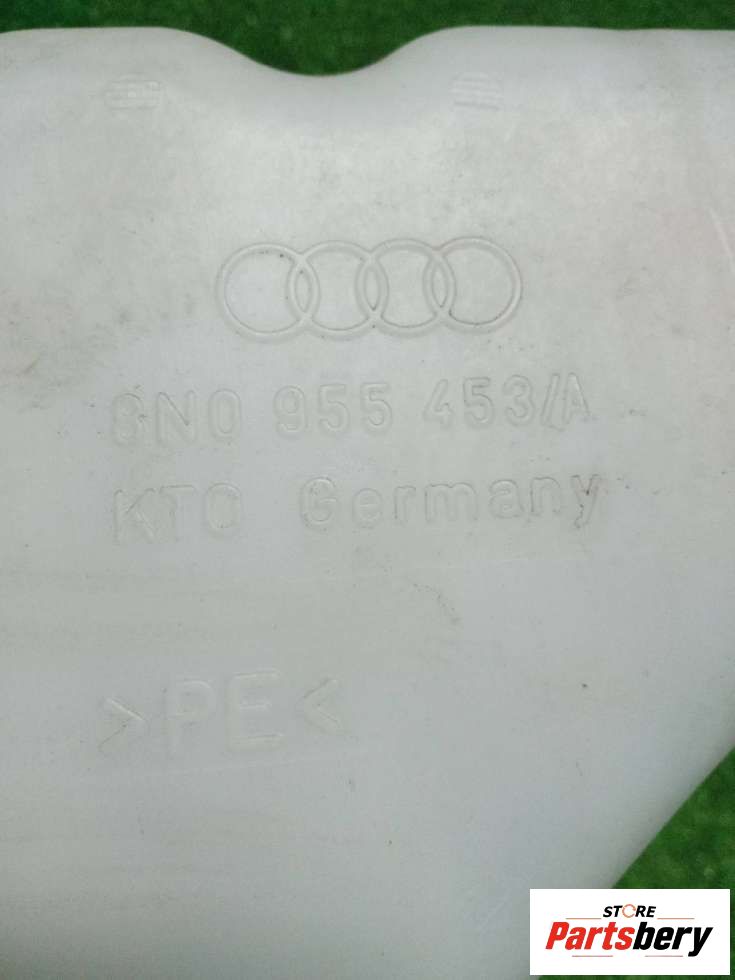 8N0 955 453/A
KTO Germany
>PE<
STORE
Partsbery